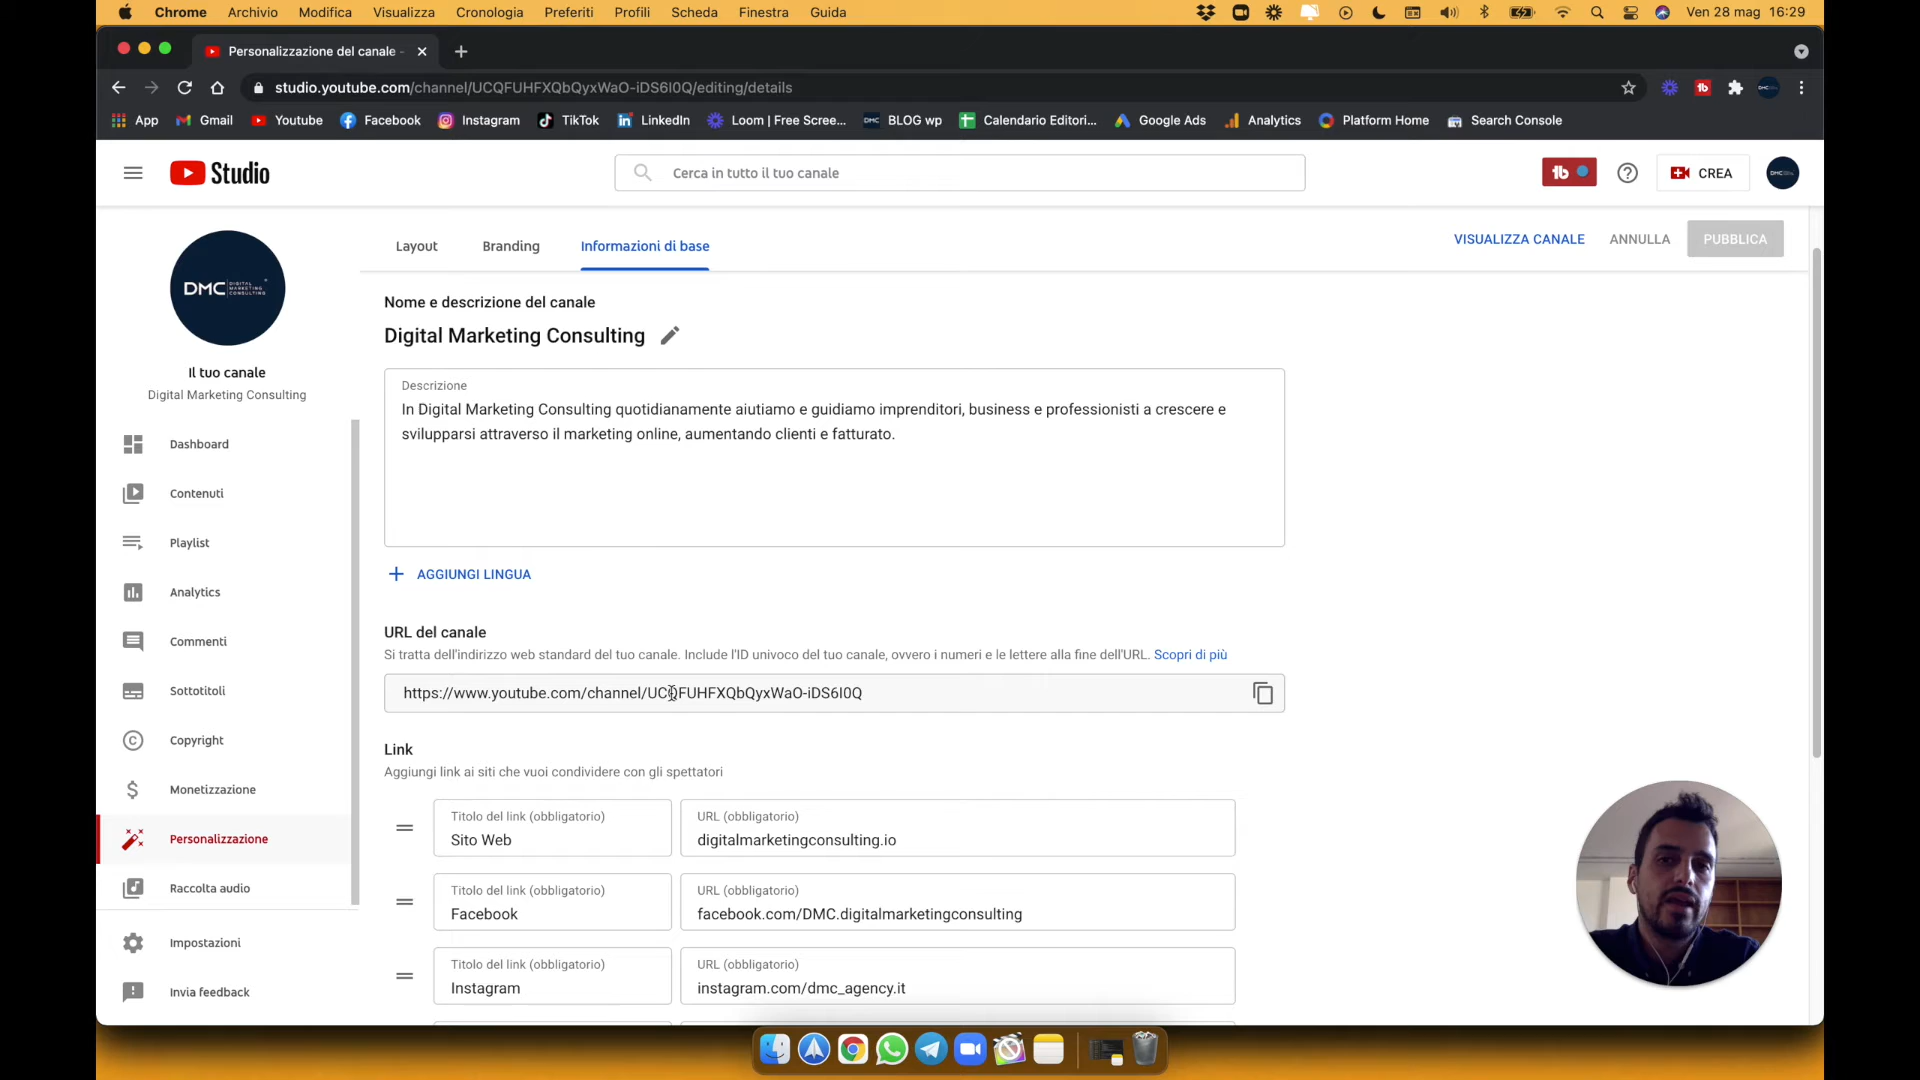 Chrome Archivio Modifica Visualizza Cronologia Preferiti Profili Scheda Finestra Guida Ven 28 mag 16:29
Personalizzazione del canale -
studio.youtube.com/channel/UCQFUHFXQbQyxWaO-iDS6I0Q/editing/details
App Gmail Youtube Facebook Instagram TikTok LinkedIn Loom | Free Scree... BLOG wp Calendario Editori... Google Ads Analytics Platform Home Search Console
Studio
Cerca in tutto il tuo canale
CREA
Layout Branding Informazioni di base
VISUALIZZA CANALE ANNULLA PUBBLICA
DMC DIGITAL MARKETING CONSULTING
Il tuo canale
Digital Marketing Consulting
Dashboard
Contenuti
Playlist
Analytics
Commenti
Sottotitoli
Copyright
Monetizzazione
Personalizzazione
Raccolta audio
Impostazioni
Invia feedback
Nome e descrizione del canale
Digital Marketing Consulting
Descrizione
In Digital Marketing Consulting quotidianamente aiutiamo e guidiamo imprenditori, business e professionisti a crescere e
svilupparsi attraverso il marketing online, aumentando clienti e fatturato.
AGGIUNGI LINGUA
URL del canale
Si tratta dell'indirizzo web standard del tuo canale. Include l'ID univoco del tuo canale, ovvero i numeri e le lettere alla fine dell'URL. Scopri di più
https://www.youtube.com/channel/UCQFUHFXQbQyxWaO-iDS6I0Q
Link
Aggiungi link ai siti che vuoi condividere con gli spettatori
Titolo del link (obbligatorio) URL (obbligatorio)
Sito Web digitalmarketingconsulting.io
Titolo del link (obbligatorio) URL (obbligatorio)
Facebook facebook.com/DMC.digitalmarketingconsulting
Titolo del link (obbligatorio) URL (obbligatorio)
Instagram instagram.com/dmc_agency.it